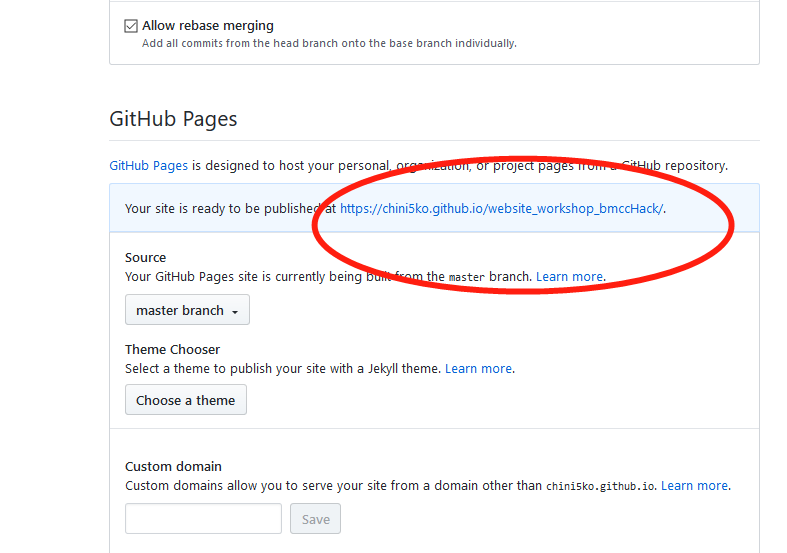 Allow rebase merging
Add all commits from the head branch onto the base branch individually.
GitHub Pages
GitHub Pages is designed to host your personal, organization, or project pages from a GitHub repository.
Your site is ready to be published at https://chini5ko.github.io/website_workshop_bmccHack/.
Source
Your GitHub Pages site is currently being built from the master branch. Learn more.
master branch
Theme Chooser
Select a theme to publish your site with a Jekyll theme. Learn more.
Choose a theme
Custom domain
Custom domains allow you to serve your site from a domain other than chini5ko.github.io. Learn more.
Save